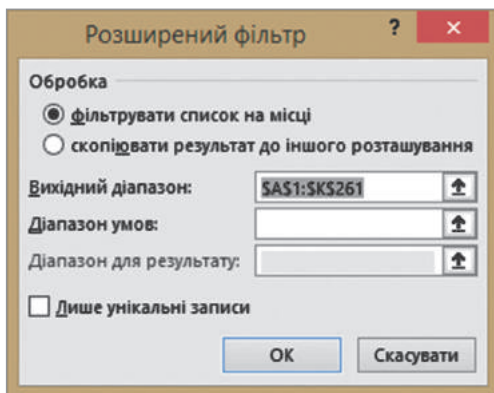 Розширений фільтр ? ×
Обробка
фільтрувати список на місці
скопіювати результат до іншого розташування
Вихідний діапазон: $A$1:$K$261
Діапазон умов:
Діапазон для результату:
Лише унікальні записи
ОК Скасувати